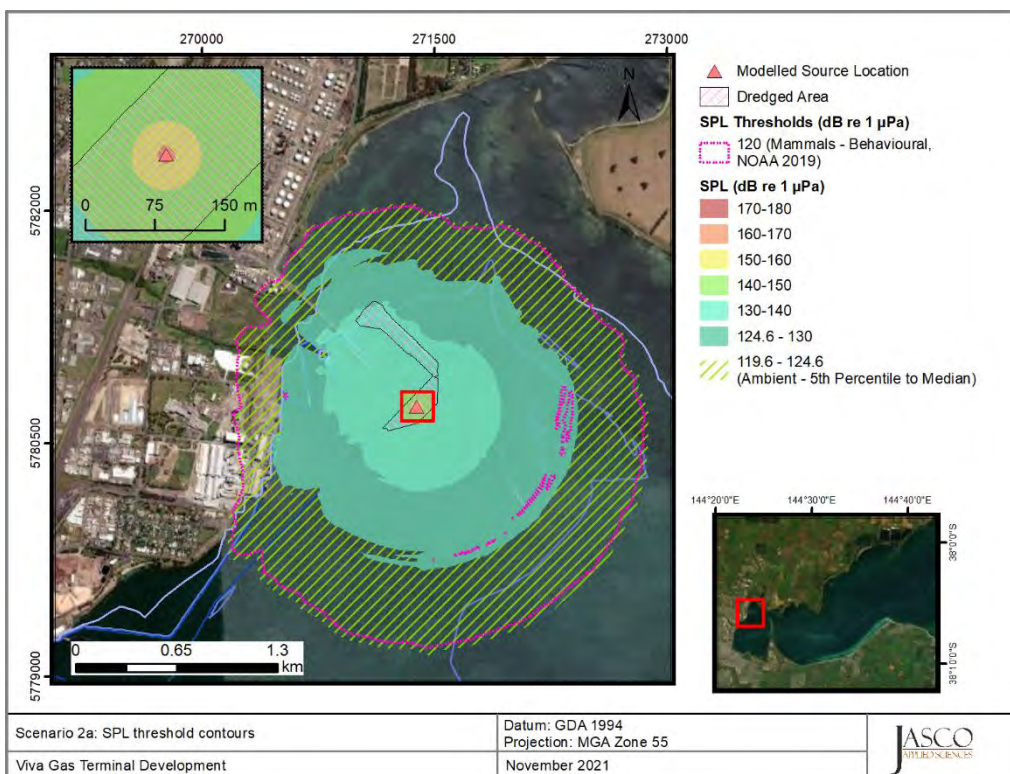 270000
271500
273000
5782000
5780500
5779000
0
75
150 m
N
0
0.65
1.3
km
Modelled Source Location
Dredged Area
SPL Thresholds (dB re 1 µPa)
120 (Mammals - Behavioural,
NOAA 2019)
SPL (dB re 1 µPa)
170-180
160-170
150-160
140-150
130-140
124.6 - 130
119.6 - 124.6
(Ambient - 5th Percentile to Median)
144°20'0"E
144°30'0"E
144°40'0"E
38°0'0"S
38°10'0"S
Scenario 2a: SPL threshold contours
Datum: GDA 1994
Projection: MGA Zone 55
Viva Gas Terminal Development
November 2021
JASCO
APPLIED SCIENCES